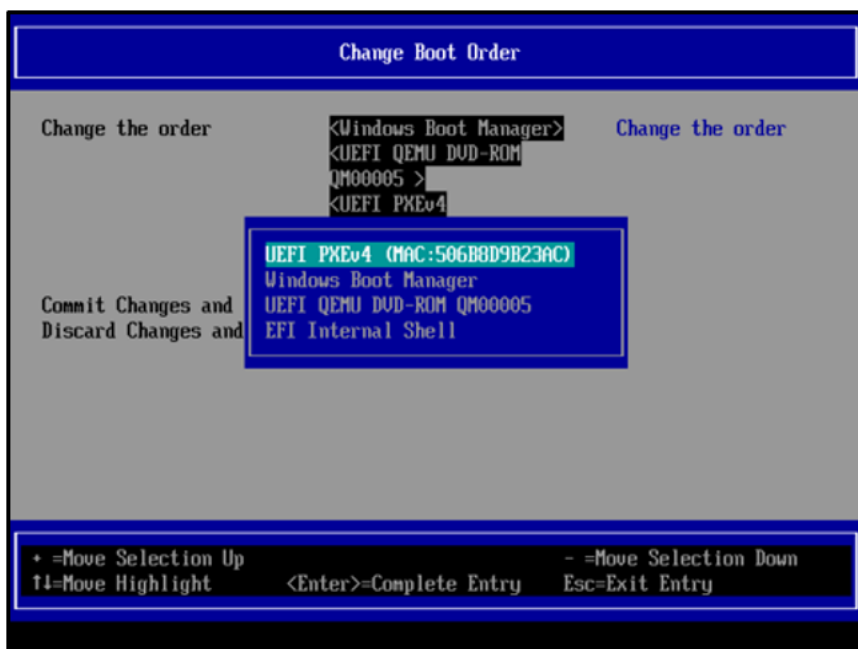 Change Boot Order
Change the order <Windows Boot Manager> Change the order
<UEFI QEMU DVD-ROM
QM00005 >
<UEFI PXEv4
UEFI PXEv4 (MAC:506B8D9B23AC)
Windows Boot Manager
Commit Changes and UEFI QEMU DVD-ROM QM00005
Discard Changes and EFI Internal Shell
+ =Move Selection Up - =Move Selection Down
↑↓=Move Highlight <Enter>=Complete Entry Esc=Exit Entry